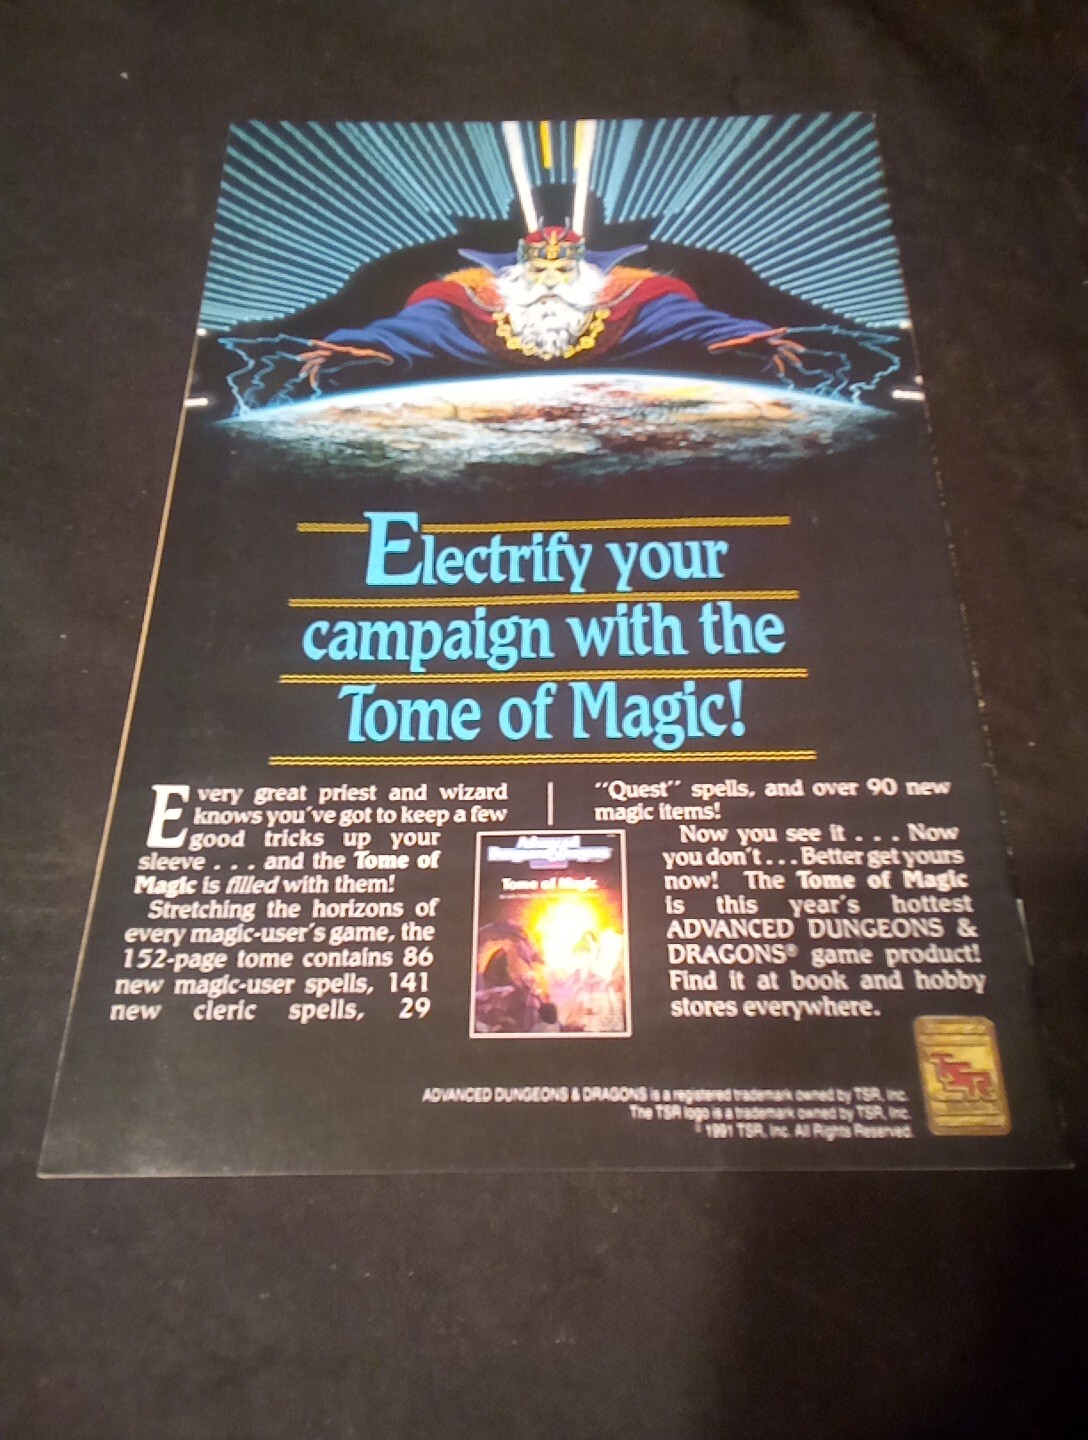 Electrify your
campaign with the
Tome of Magic!
Every great priest and wizard
knows you've got to keep a few
good tricks up your
sleeve . . . and the Tome of
Magic is filled with them!
Stretching the horizons of
every magic-user's game, the
152-page tome contains 86
new magic-user spells, 141
new cleric spells, 29
"Quest" spells, and over 90 new
magic items!
Now you see it . . . Now
you don't . . . Better get yours
now! The Tome of Magic
is this year's hottest
ADVANCED DUNGEONS &
DRAGONS® game product!
Find it at book and hobby
stores everywhere.
Advanced
Dungeons & Dragons
Tome of Magic
TSR
ADVANCED DUNGEONS & DRAGONS is a registered trademark owned by TSR, Inc.
The TSR logo is a trademark owned by TSR, Inc.
© 1991 TSR, Inc. All Rights Reserved.